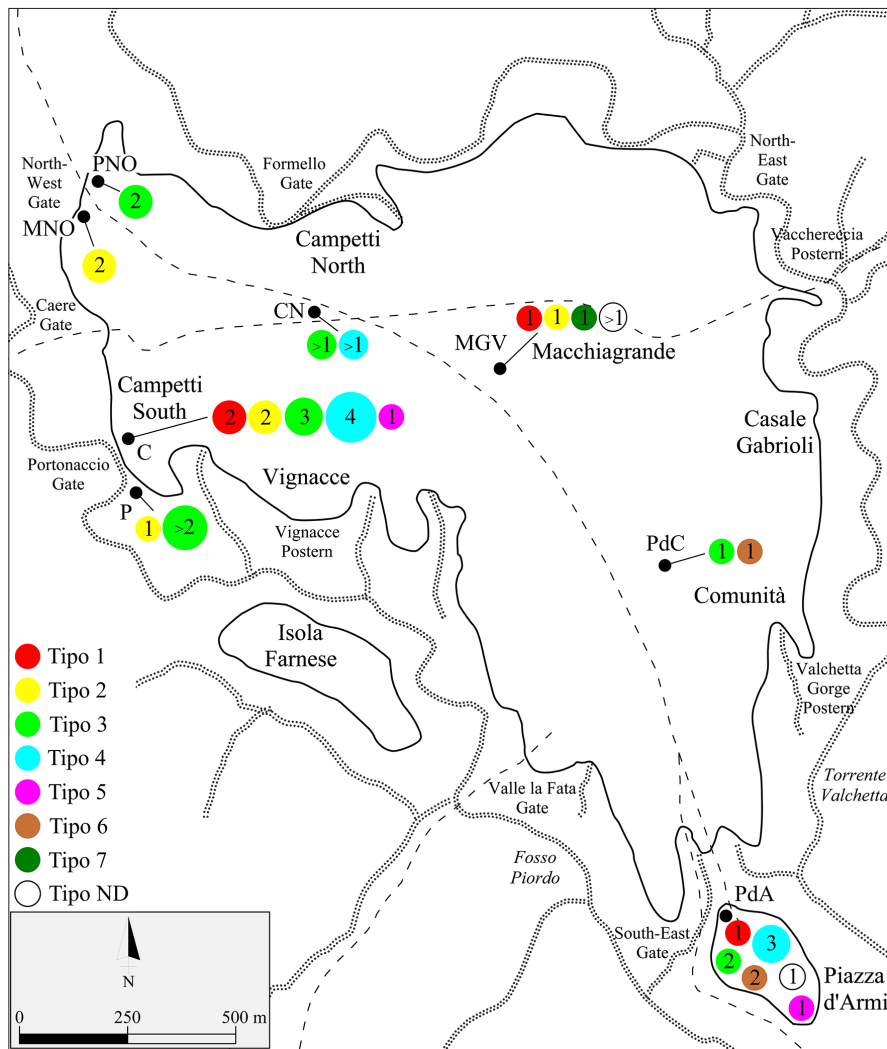 North-
West
Gate
PNO
2
MNO
2
Formello
Gate
North-
East
Gate
Campetti
North
Vacchereccia
Postern
Caere
Gate
CN
>1 >1
1 1 1 >1
MGV
Macchiagrande
Campetti
South
2 2 3 4 1
C
Casale
Gabrioli
Portonaccio
Gate
Vignacce
P
1 >2
Vignacce
Postern
PdC
1 1
Comunità
Isola
Farnese
Valchetta
Gorge
Postern
Tipo 1
Tipo 2
Tipo 3
Tipo 4
Tipo 5
Tipo 6
Tipo 7
Tipo ND
Torrente
Valchetta
Valle la Fata
Gate
Fosso
Piordo
PdA
South-East
Gate
1 3
2 2 1
1
Piazza
d'Armi
N
0 250 500 m